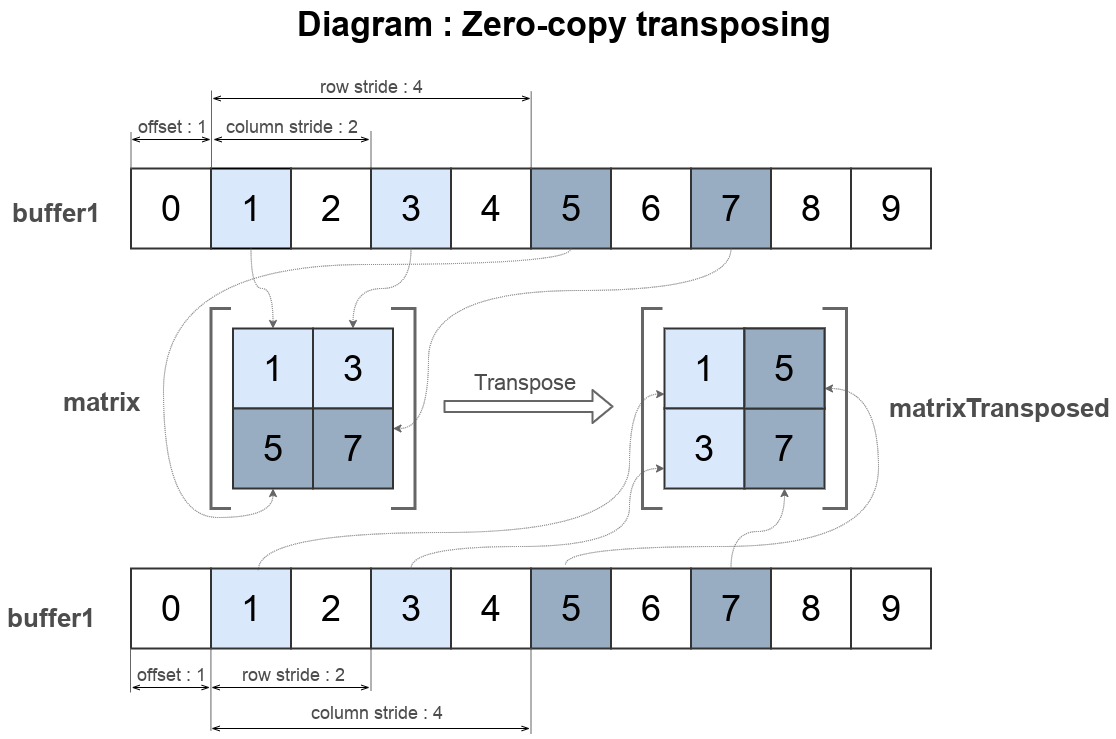 Diagram : Zero-copy transposing
row stride : 4
offset : 1 column stride : 2
buffer1 0 1 2 3 4 5 6 7 8 9
1 3 1 5
Transpose
matrix matrixTransposed
5 7 3 7
buffer1 0 1 2 3 4 5 6 7 8 9
offset : 1 row stride : 2
column stride : 4